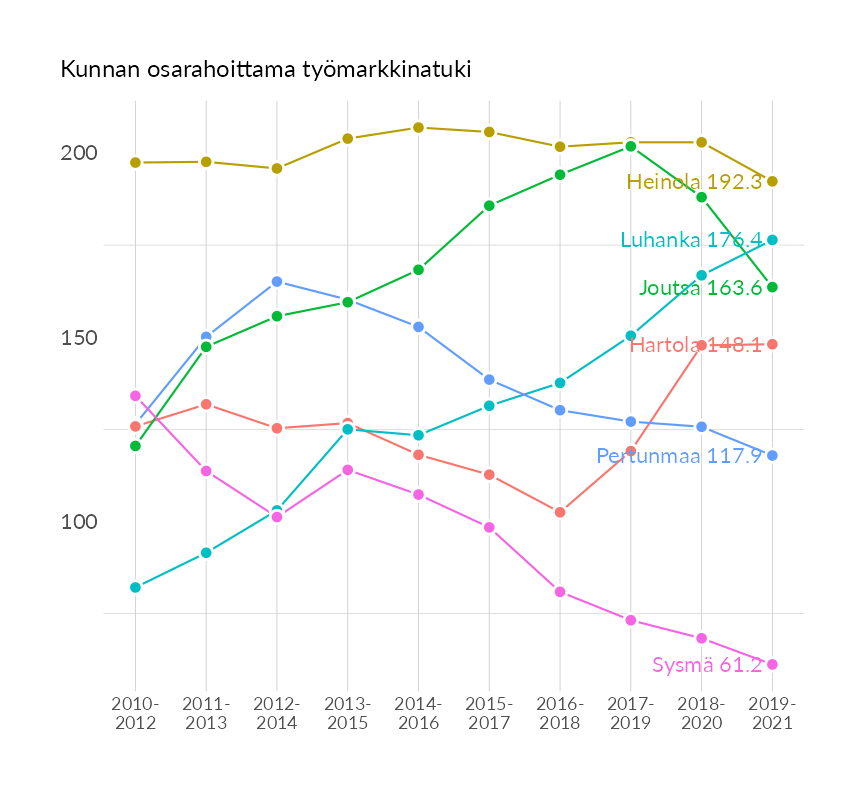 Kunnan osarahoittama työmarkkinatuki
200
Heinola 192.3
Luhanka 176.4
Joutsa 163.6
150
Hartola 148.1
Pertunmaa 117.9
100
Sysmä 61.2
2010- 2011- 2012- 2013- 2014- 2015- 2016- 2017- 2018- 2019-
2012 2013 2014 2015 2016 2017 2018 2019 2020 2021